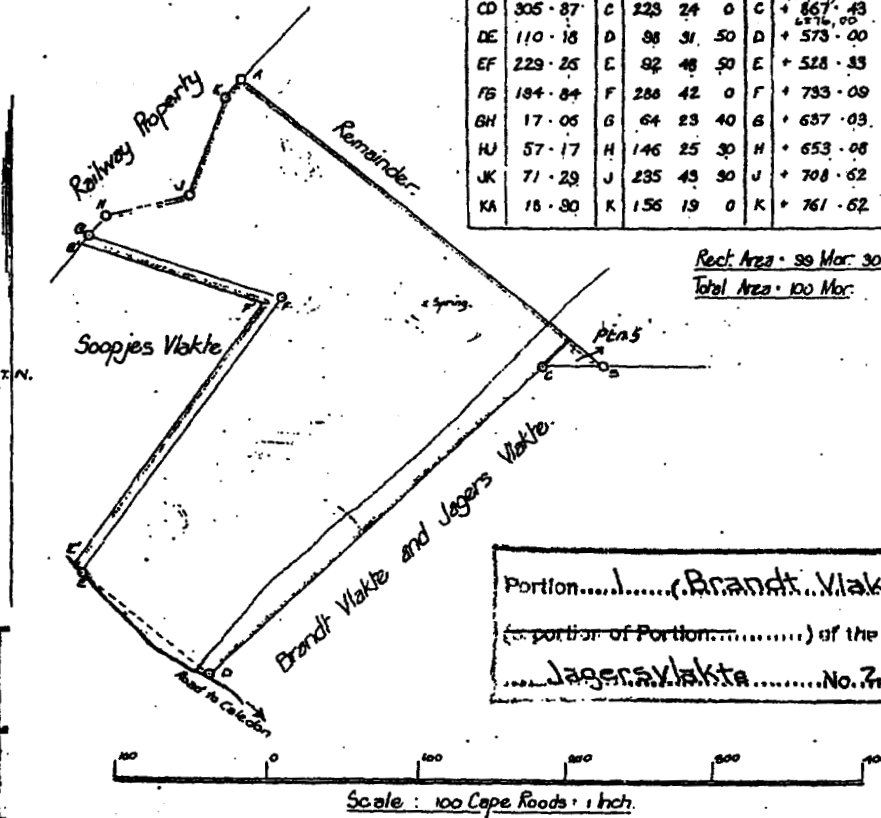 CD 305·87 C 223 24 0 C + 867·43
DE 110·18 D 98 31 50 D + 573·00
EF 229·26 E 92 48 50 E + 528·33
FG 184·84 F 288 42 0 F + 733·09
GH 17·06 G 64 23 40 G + 637·03
HJ 57·17 H 146 25 30 H + 653·08
JK 71·29 J 235 43 30 J + 708·62
KA 18·80 K 156 19 0 K + 761·62
Rect. Area · 99 Mor. 30
Total Area · 100 Mor.
K A
Railway Property
Remainder.
H J
G
G'
F' F
x Spring.
Soopjes Vlakte
Ptn.5
C B
T.N.
Brandt Vlakte and Jagers Vlakte.
E'
E
D
Road to Caledon
Portion.....1.....(Brandt Vlak
(a portion of Portion............) of the
Jagersvlakte No.7
100 0 100 200 300 40
Scale : 100 Cape Roods · 1 Inch.